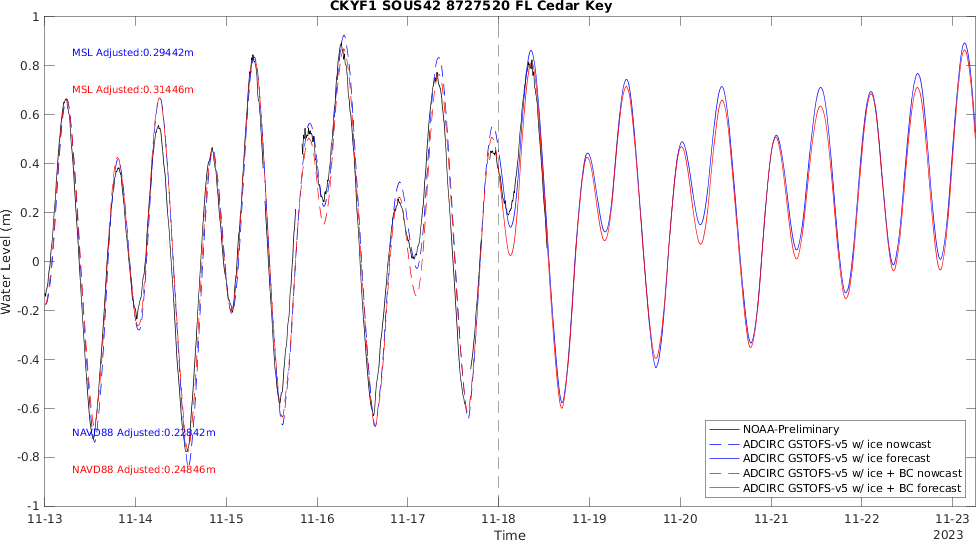 CKYF1 SOUS42 8727520 FL Cedar Key
1
0.8
0.6
0.4
0.2
0
-0.2
-0.4
-0.6
-0.8
-1
Water Level (m)
MSL Adjusted:0.29442m
MSL Adjusted:0.31446m
NAVD88 Adjusted:0.22842m
NAVD88 Adjusted:0.24846m
NOAA-Preliminary
ADCIRC GSTOFS-v5 w/ ice nowcast
ADCIRC GSTOFS-v5 w/ ice forecast
ADCIRC GSTOFS-v5 w/ ice + BC nowcast
ADCIRC GSTOFS-v5 w/ ice + BC forecast
11-13 11-14 11-15 11-16 11-17 11-18 11-19 11-20 11-21 11-22 11-23
2023
Time